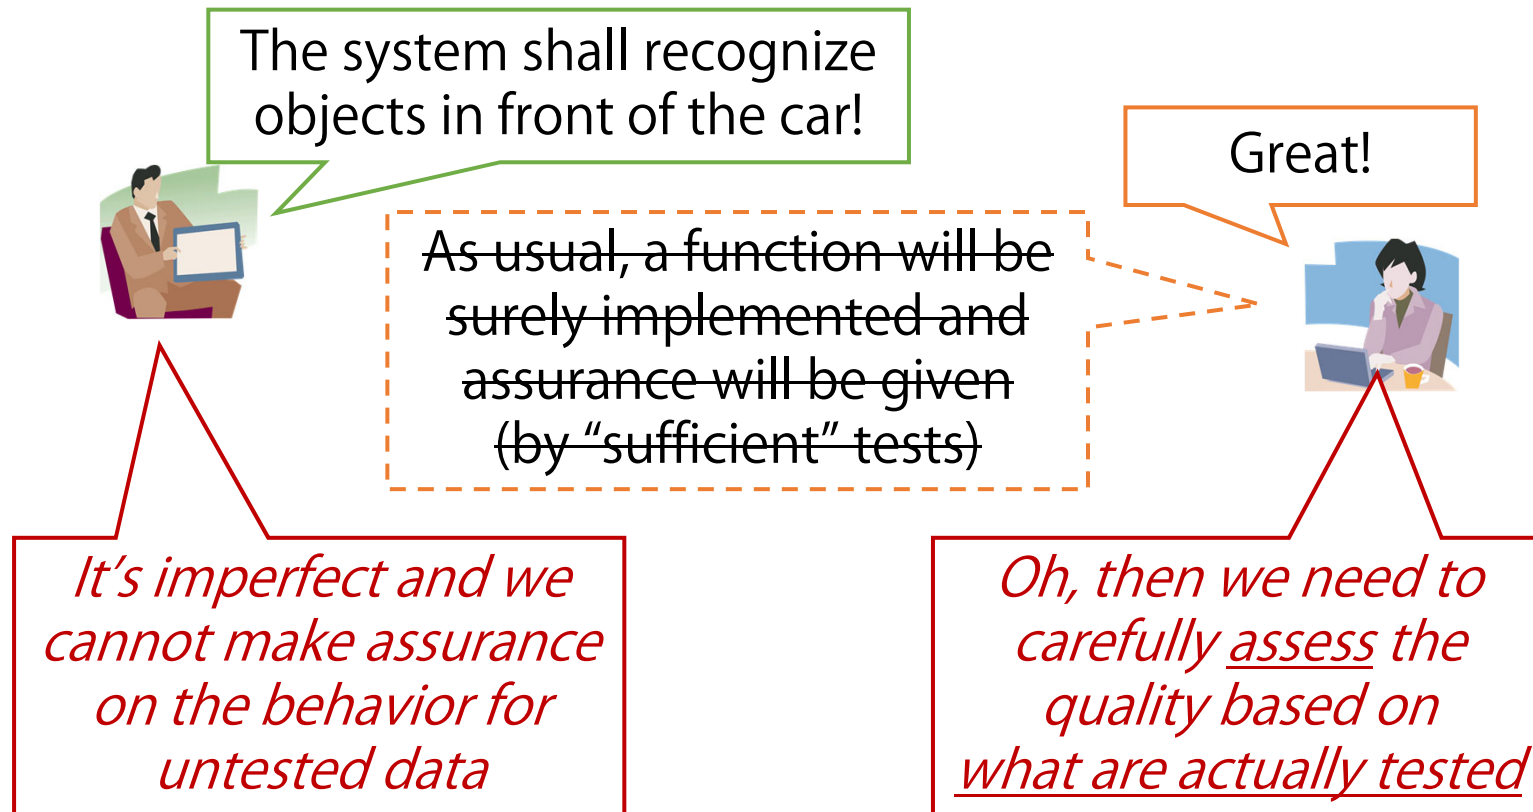 The system shall recognize
objects in front of the car!
Great!
As usual, a function will be
surely implemented and
assurance will be given
(by “sufficient” tests)
It’s imperfect and we
cannot make assurance
on the behavior for
untested data
Oh, then we need to
carefully assess the
quality based on
what are actually tested